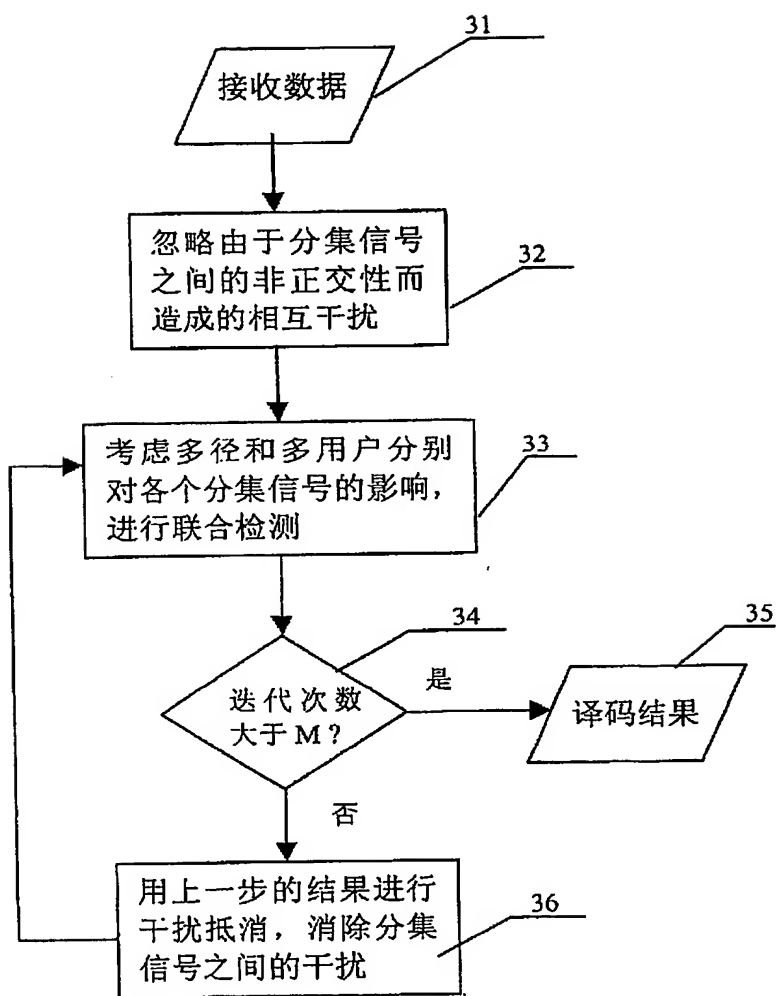 31
接收数据
忽略由于分集信号
之间的非正交性而
造成的相互干扰
32
考虑多径和多用户分别
对各个分集信号的影响，
进行联合检测
33
34
迭代次数
大于M？
是
35
译码结果
否
用上一步的结果进行
干扰抵消，消除分集
信号之间的干扰
36